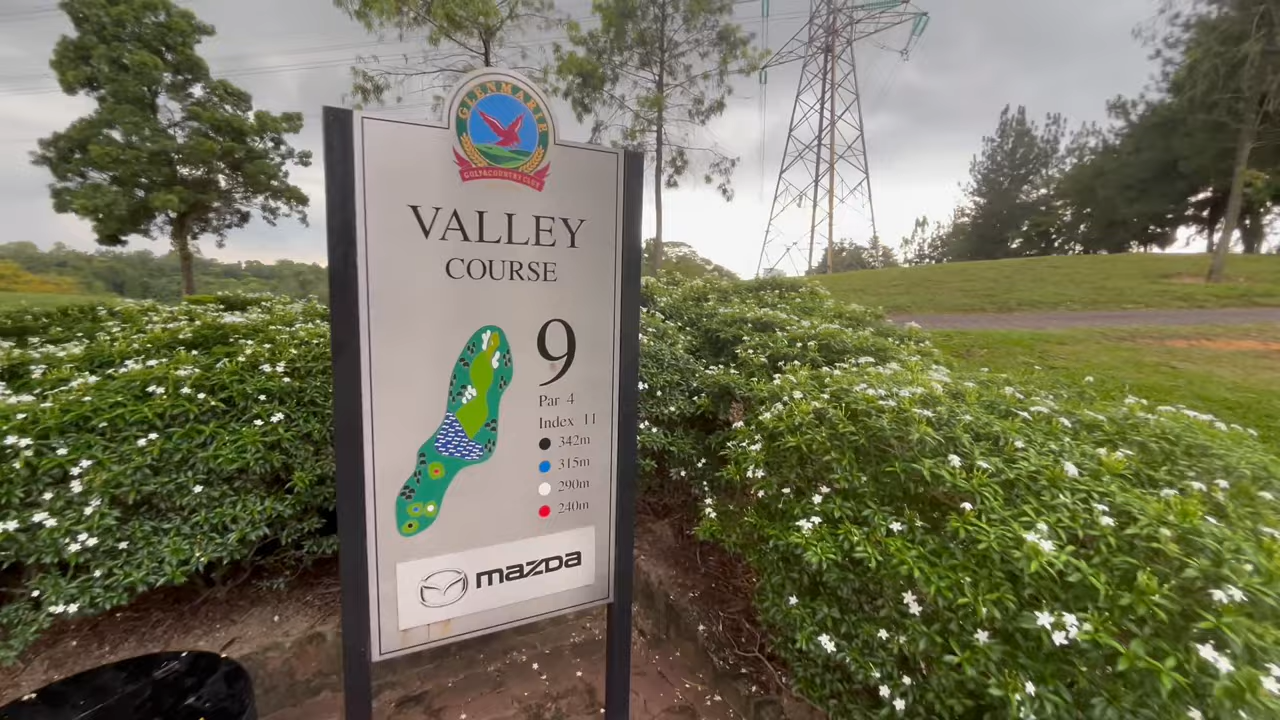 GLENMARIE
GOLF & COUNTRY CLUB
VALLEY
COURSE
9
Par 4
Index 11
342m
315m
290m
240m
mazda